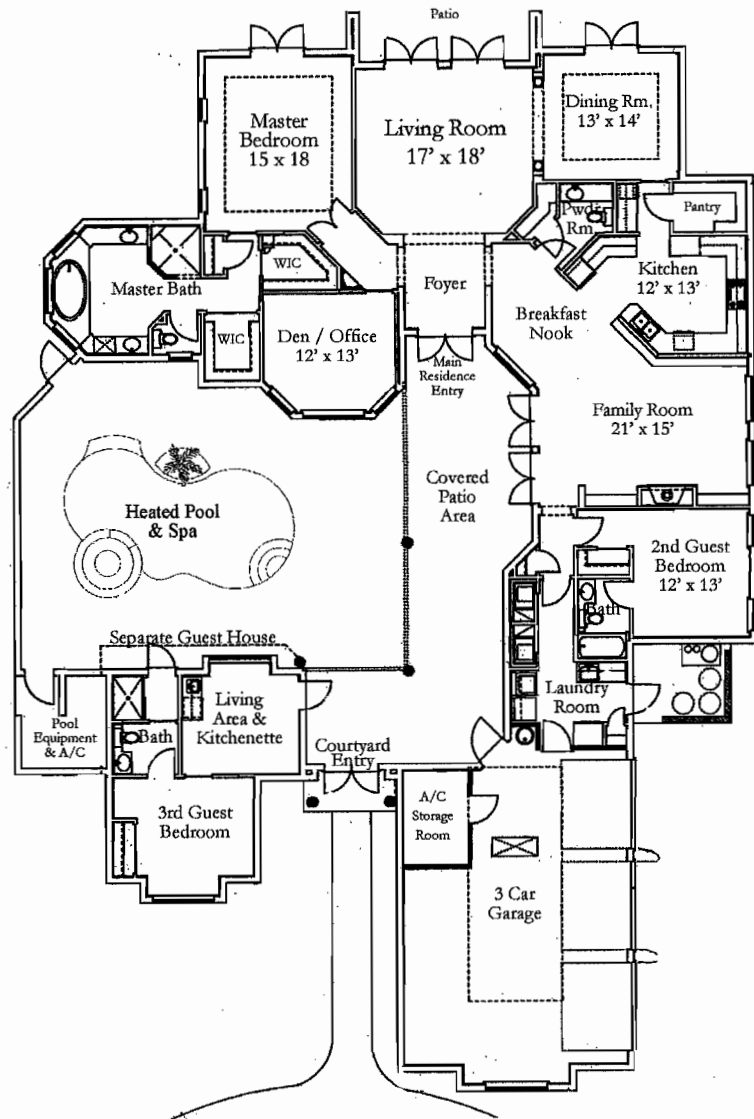 Patio
Master
Bedroom
15 x 18
Living Room
17' x 18'
Dining Rm.
13' x 14'
Pwdr
Rm
Pantry
WIC
Kitchen
12' x 13'
Master Bath
Foyer
Breakfast
Nook
WIC
Den / Office
12' x 13'
Main
Residence
Entry
Family Room
21' x 15'
Covered
Patio
Area
Heated Pool
& Spa
2nd Guest
Bedroom
12' x 13'
Bath
Separate Guest House
Living
Area &
Kitchenette
Laundry
Room
Pool
Equipment
& A/C
Bath
Courtyard
Entry
3rd Guest
Bedroom
A/C
Storage
Room
3 Car
Garage